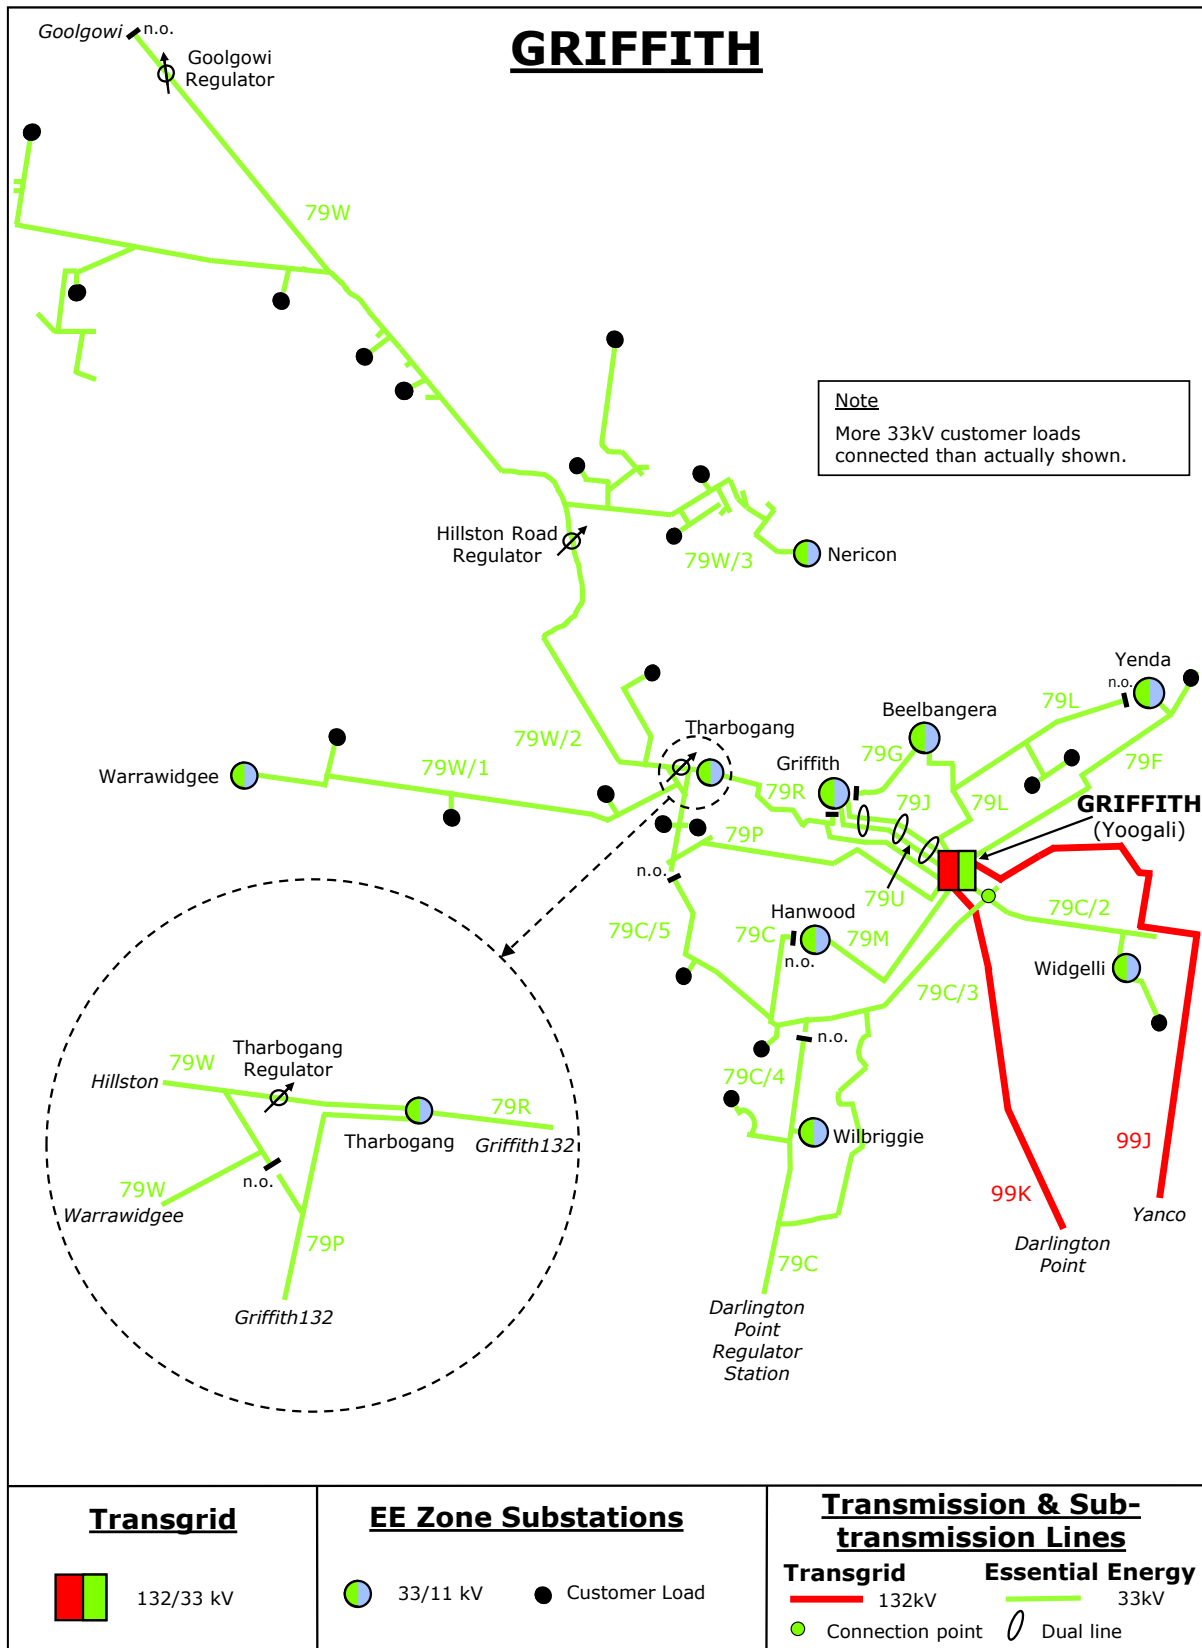 GRIFFITH
Goolgowi
n.o.
Goolgowi
Regulator
79W
Note
More 33kV customer loads
connected than actually shown.
Hillston Road
Regulator
79W/3
Nericon
Yenda
n.o.
79L
Beelbangera
79W/2
Tharbogang
79G
79F
Griffith
Warrawidgee
79W/1
79R
79J
79L
GRIFFITH
(Yoogali)
79P
n.o.
79U
Hanwood
79C/2
79C/5
79C
79M
n.o.
Widgelli
79C/3
n.o.
Tharbogang
Regulator
79W
Hillston
79C/4
79R
Tharbogang
Griffith132
Wilbriggie
99J
n.o.
79W
99K
Warrawidgee
Yanco
79P
Darlington
Point
79C
Griffith132
Darlington
Point
Regulator
Station
Transgrid
132/33 kV
EE Zone Substations
33/11 kV
Customer Load
Transmission & Sub-
transmission Lines
Transgrid
Essential Energy
132kV
33kV
Connection point
Dual line